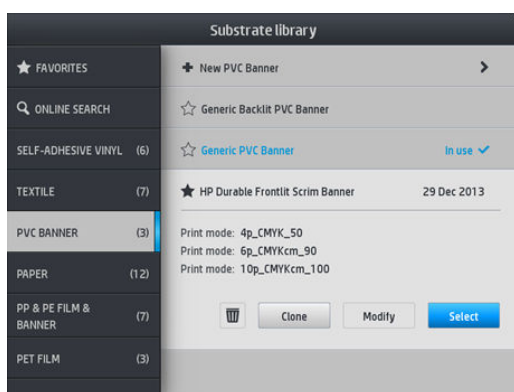 Substrate library
FAVORITES
ONLINE SEARCH
SELF-ADHESIVE VINYL (6)
TEXTILE (7)
PVC BANNER (3)
PAPER (12)
PP & PE FILM &
BANNER (7)
PET FILM (3)
New PVC Banner
Generic Backlit PVC Banner
Generic PVC Banner In use
HP Durable Frontlit Scrim Banner 29 Dec 2013
Print mode: 4p_CMYK_50
Print mode: 6p_CMYKcm_90
Print mode: 10p_CMYKcm_100
Clone Modify Select